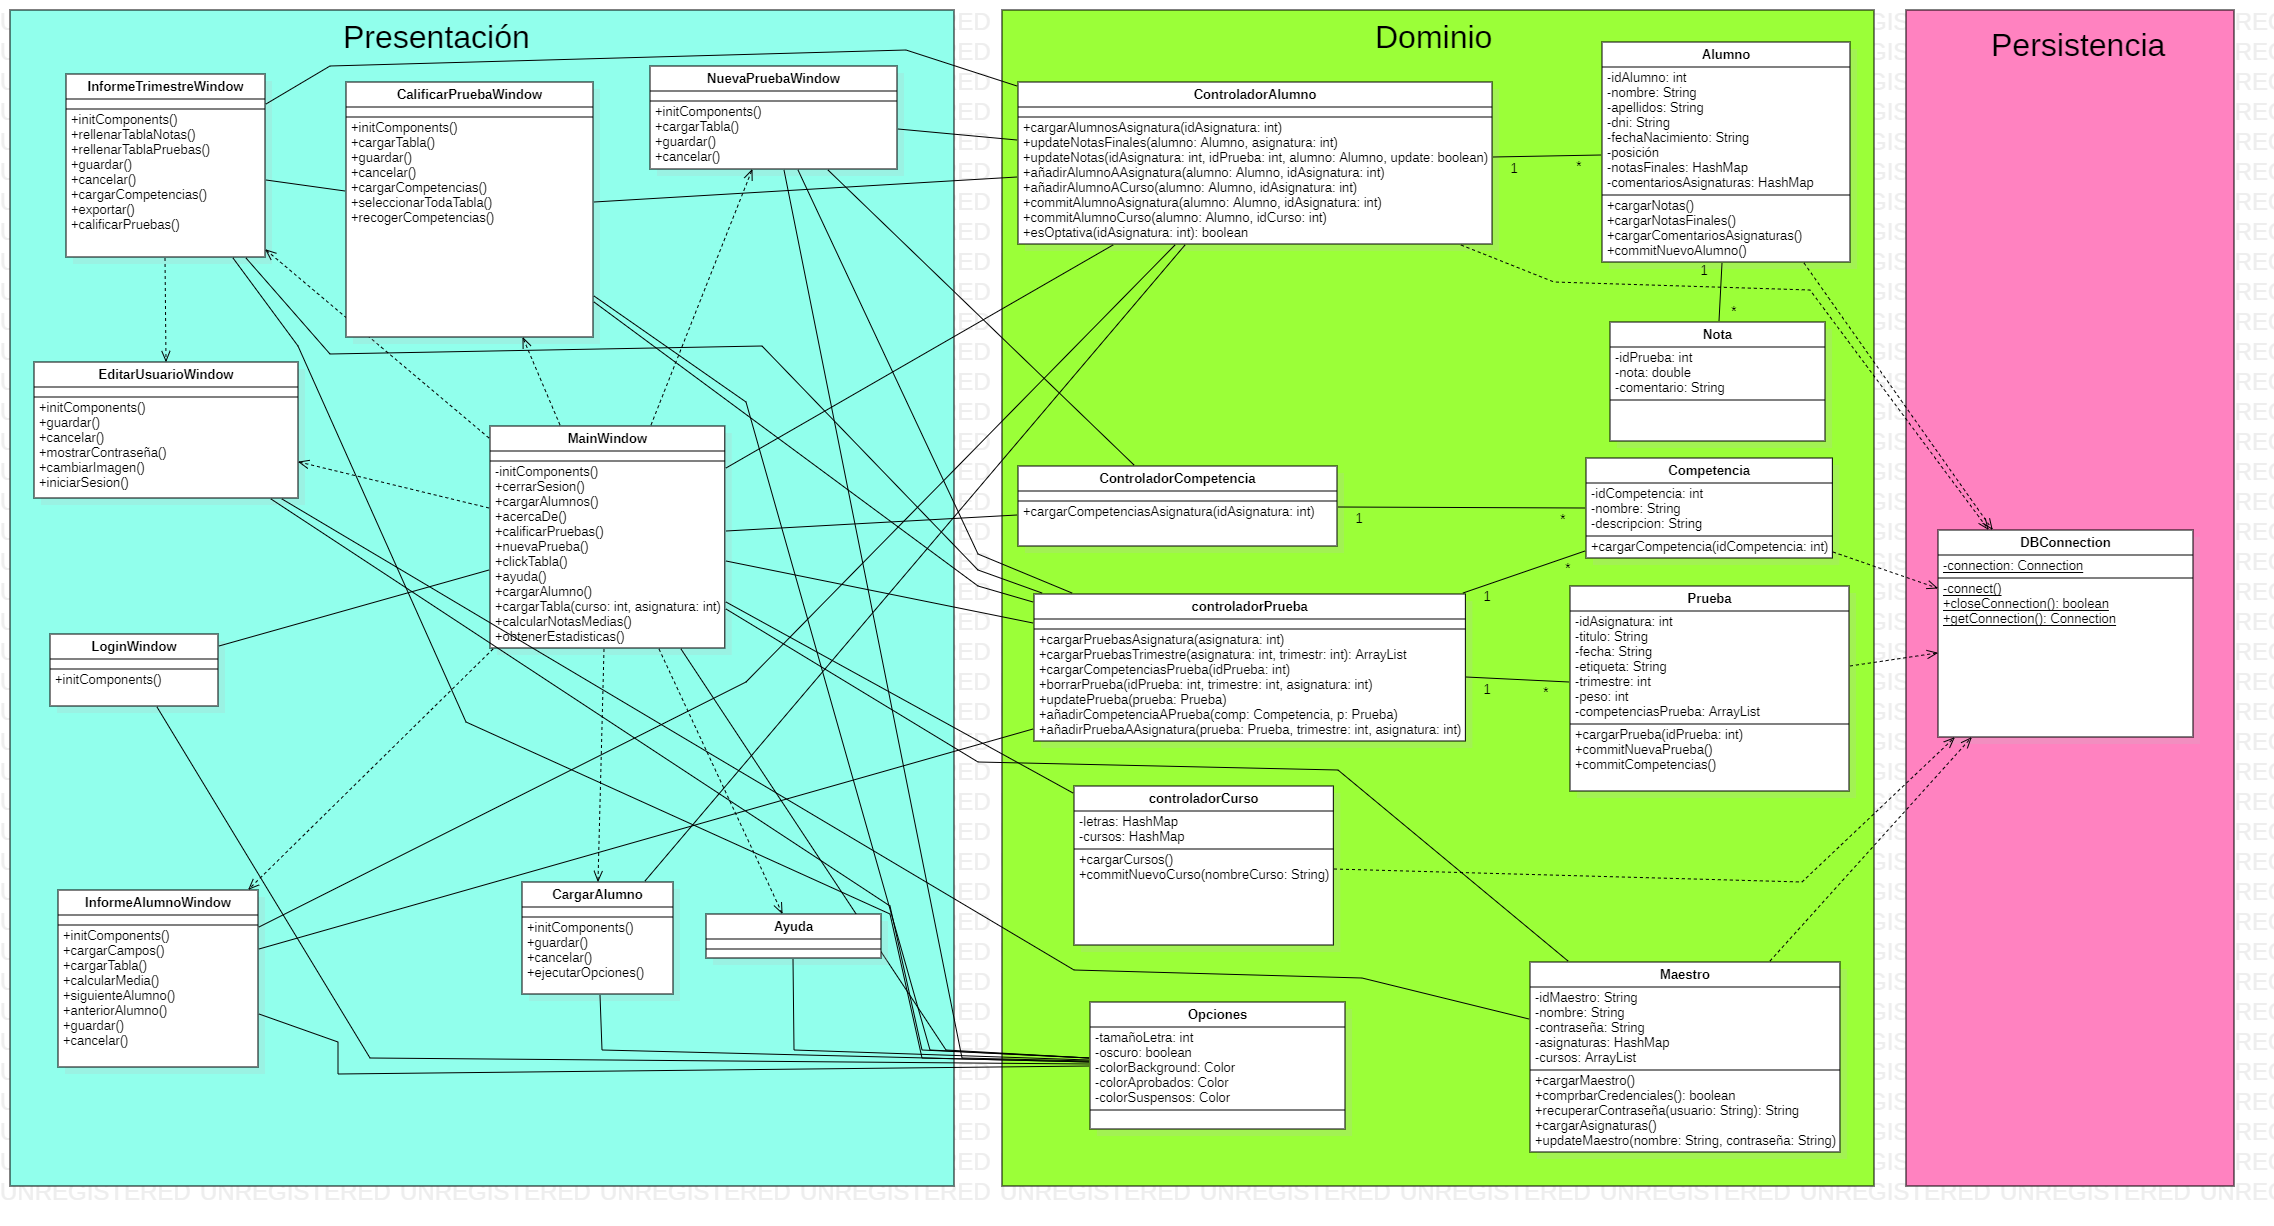 Presentación
InformeTrimestreWindow
+initComponents()
+rellenarTablaNotas()
+rellenarTablaPruebas()
+guardar()
+cancelar()
+cargarCompetencias()
+exportar()
+calificarPruebas()
CalificarPruebaWindow
+initComponents()
+cargarTabla()
+guardar()
+cancelar()
+cargarCompetencias()
+seleccionarTodaTabla()
+recogerCompetencias()
NuevaPruebaWindow
+initComponents()
+cargarTabla()
+guardar()
+cancelar()
EditarUsuarioWindow
+initComponents()
+guardar()
+cancelar()
+mostrarContraseña()
+cambiarImagen()
+iniciarSesion()
MainWindow
-initComponents()
+cerrarSesion()
+cargarAlumnos()
+acercaDe()
+calificarPruebas()
+nuevaPrueba()
+clickTabla()
+ayuda()
+cargarAlumno()
+cargarTabla(curso: int, asignatura: int)
+calcularNotasMedias()
+obtenerEstadisticas()
LoginWindow
+initComponents()
InformeAlumnoWindow
+initComponents()
+cargarCampos()
+cargarTabla()
+calcularMedia()
+siguienteAlumno()
+anteriorAlumno()
+guardar()
+cancelar()
CargarAlumno
+initComponents()
+guardar()
+cancelar()
+ejecutarOpciones()
Ayuda
Dominio
ControladorAlumno
+cargarAlumnosAsignatura(idAsignatura: int)
+updateNotasFinales(alumno: Alumno, asignatura: int)
+updateNotas(idAsignatura: int, idPrueba: int, alumno: Alumno, update: boolean)
+añadirAlumnoAAsignatura(alumno: Alumno, idAsignatura: int)
+añadirAlumnoACurso(alumno: Alumno, idAsignatura: int)
+commitAlumnoAsignatura(alumno: Alumno, idAsignatura: int)
+commitAlumnoCurso(alumno: Alumno, idCurso: int)
+esOptativa(idAsignatura: int): boolean
1
*
Alumno
-idAlumno: int
-nombre: String
-apellidos: String
-dni: String
-fechaNacimiento: String
-posición
-notasFinales: HashMap
-comentariosAsignaturas: HashMap
+cargarNotas()
+cargarNotasFinales()
+cargarComentariosAsignaturas()
+commitNuevoAlumno()
1
*
Nota
-idPrueba: int
-nota: double
-comentario: String
ControladorCompetencia
+cargarCompetenciasAsignatura(idAsignatura: int)
1
*
Competencia
-idCompetencia: int
-nombre: String
-descripcion: String
+cargarCompetencia(idCompetencia: int)
*
1
controladorPrueba
+cargarPruebasAsignatura(asignatura: int)
+cargarPruebasTrimestre(asignatura: int, trimestr: int): ArrayList
+cargarCompetenciasPrueba(idPrueba: int)
+borrarPrueba(idPrueba: int, trimestre: int, asignatura: int)
+updatePrueba(prueba: Prueba)
+añadirCompetenciaAPrueba(comp: Competencia, p: Prueba)
+añadirPruebaAAsignatura(prueba: Prueba, trimestre: int, asignatura: int)
1
*
Prueba
-idAsignatura: int
-titulo: String
-fecha: String
-etiqueta: String
-trimestre: int
-peso: int
-competenciasPrueba: ArrayList
+cargarPrueba(idPrueba: int)
+commitNuevaPrueba()
+commitCompetencias()
controladorCurso
-letras: HashMap
-cursos: HashMap
+cargarCursos()
+commitNuevoCurso(nombreCurso: String)
Opciones
-tamañoLetra: int
-oscuro: boolean
-colorBackground: Color
-colorAprobados: Color
-colorSuspensos: Color
Maestro
-idMaestro: String
-nombre: String
-contraseña: String
-asignaturas: HashMap
-cursos: ArrayList
+cargarMaestro()
+comprbarCredenciales(): boolean
+recuperarContraseña(usuario: String): String
+cargarAsignaturas()
+updateMaestro(nombre: String, contraseña: String)
Persistencia
DBConnection
-connection: Connection
-connect()
+closeConnection(): boolean
+getConnection(): Connection
UNREGISTERED UNREGISTERED UNREGISTERED UNREGISTERED UNREGISTERED UNREGISTERED UNREGISTERED UNREGISTERED UNREGISTERED UNREGISTERED UNREGISTERED